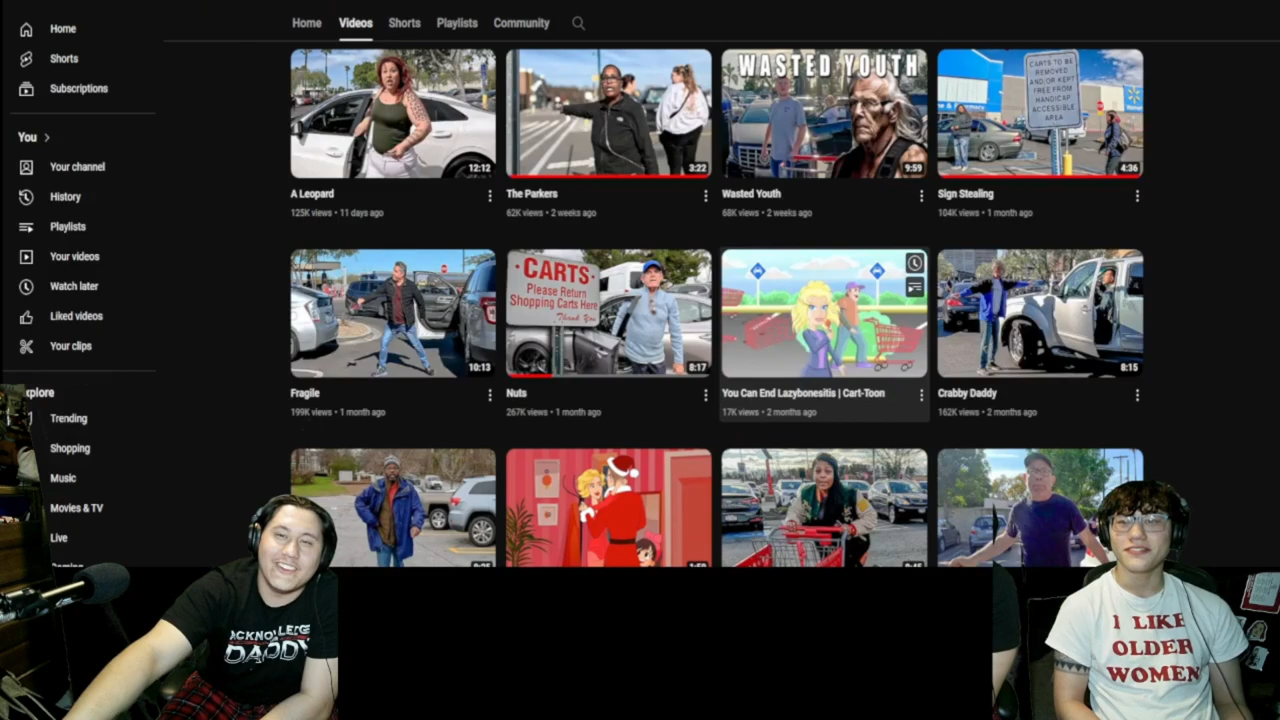 Home Videos Shorts Playlists Community
Home
Shorts
Subscriptions
You
Your channel
History
Playlists
Your videos
Watch later
Liked videos
Your clips
xplore
Trending
Shopping
Music
Movies & TV
Live
12:12
A Leopard
125K views • 11 days ago
3:22
The Parkers
62K views • 2 weeks ago
WASTED YOUTH
9:59
Wasted Youth
68K views • 2 weeks ago
CARTS TO BE
REMOVED
AND/OR KEPT
FREE FROM
HANDICAP
ACCESSIBLE
AREA
4:36
Sign Stealing
104K views • 1 month ago
10:13
Fragile
199K views • 1 month ago
CARTS
Please Return
Shopping Carts Here
Thank You
8:17
Nuts
267K views • 1 month ago
You Can End Lazybonesitis | Cart-Toon
17K views • 2 months ago
8:15
Crabby Daddy
162K views • 2 months ago
ACKNOWLEDGE
DADDY
I LIKE
OLDER
WOMEN